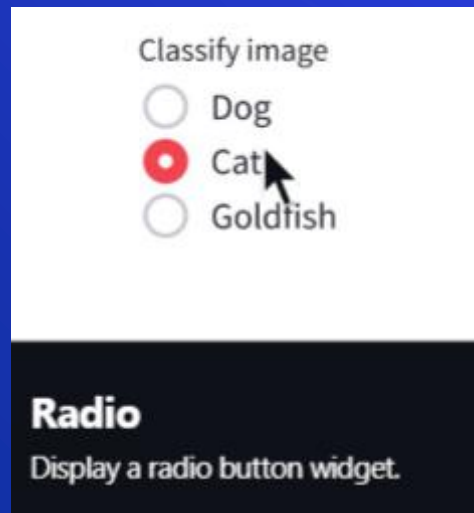 Classify image
Dog
Cat
Goldfish
Radio
Display a radio button widget.